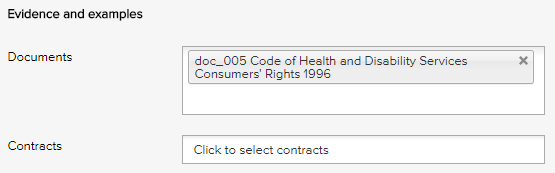 Evidence and examples
Documents
doc_005 Code of Health and Disability Services
Consumers' Rights 1996
Contracts
Click to select contracts